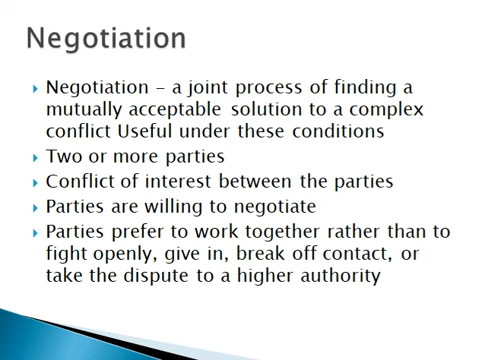 Negotiation
Negotiation – a joint process of finding a
mutually acceptable solution to a complex
conflict Useful under these conditions
Two or more parties
Conflict of interest between the parties
Parties are willing to negotiate
Parties prefer to work together rather than to
fight openly, give in, break off contact, or
take the dispute to a higher authority